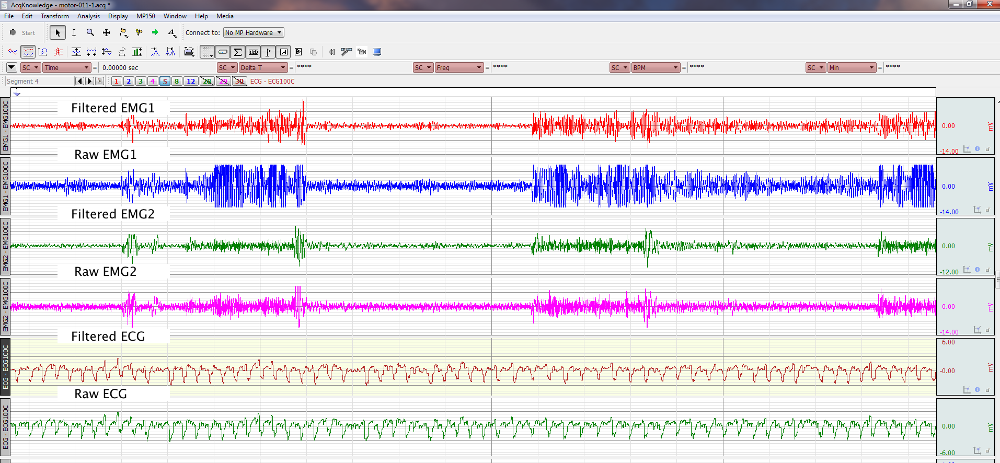 AcqKnowledge - motor-011-1.acq *
File Edit Transform Analysis Display MP150 Window Help Media
Start Connect to: No MP Hardware
SC Time = 0.00000 sec SC Delta T = **** SC Freq = **** SC BPM = **** SC Min = ****
Segment 4 1 2 3 4 5 8 12 28 29 30 ECG - ECG100C
1
EMG1 - EMG100C
Filtered EMG1
0.00
mV
-14.00
Raw EMG1
EMG1 - EMG100C
0.00
mV
-14.00
Filtered EMG2
EMG2 - EMG100C
0.00
mV
-12.00
Raw EMG2
EMG2 - EMG100C
0.00
mV
-14.00
Filtered ECG
ECG - ECG100C
6.00
-0.00
mV
Raw ECG
ECG - ECG100C
0.00
mV
-6.00